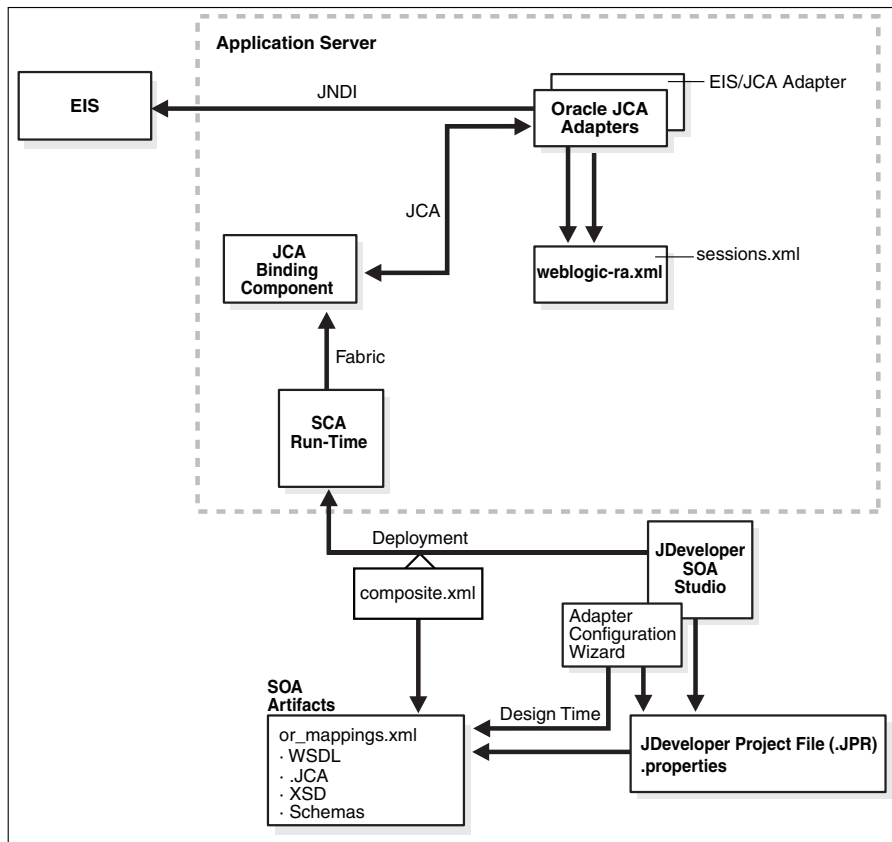 Application Server
EIS
JNDI
EIS/JCA Adapter
Oracle JCA
Adapters
JCA
JCA
Binding
Component
weblogic-ra.xml
sessions.xml
Fabric
SCA
Run-Time
Deployment
JDeveloper
SOA
Studio
composite.xml
Adapter
Configuration
Wizard
SOA
Artifacts
Design Time
or_mappings.xml
· WSDL
· .JCA
· XSD
· Schemas
JDeveloper Project File (.JPR)
.properties